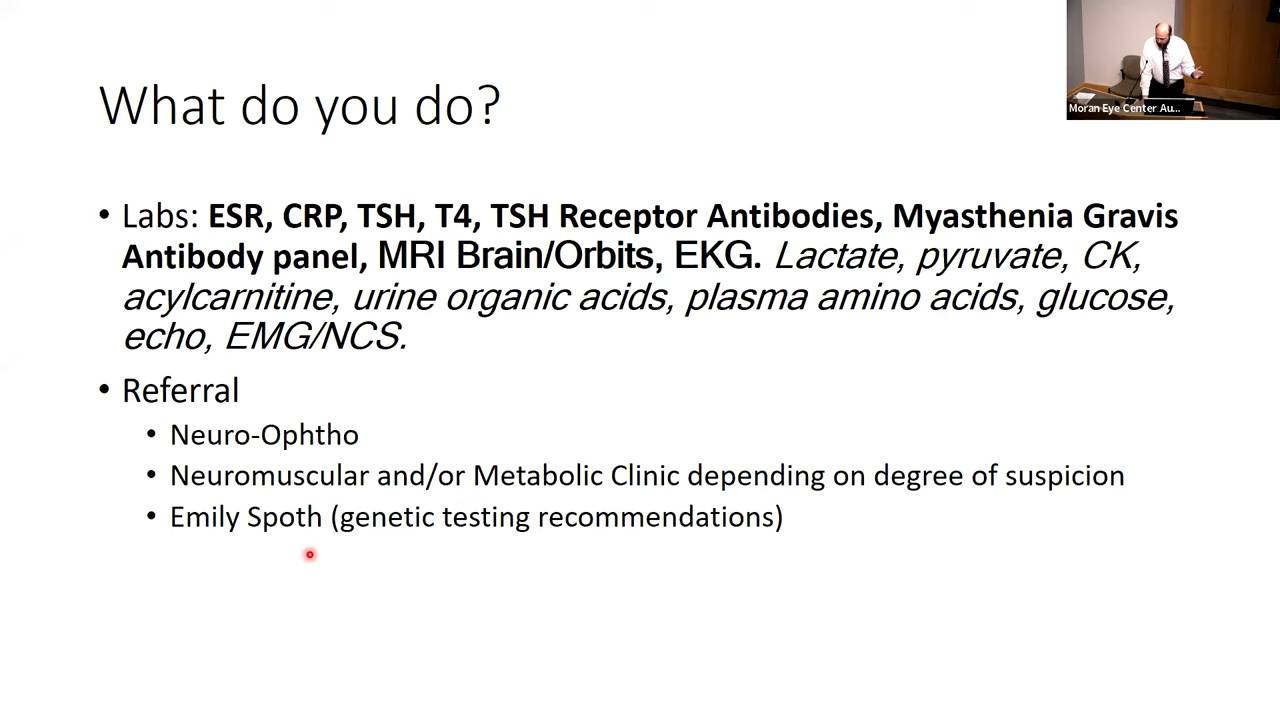 What do you do?
Moran Eye Center Au...
• Labs: ESR, CRP, TSH, T4, TSH Receptor Antibodies, Myasthenia Gravis
Antibody panel, MRI Brain/Orbits, EKG. Lactate, pyruvate, CK,
acylcarnitine, urine organic acids, plasma amino acids, glucose,
echo, EMG/NCS.
• Referral
• Neuro-Ophtho
• Neuromuscular and/or Metabolic Clinic depending on degree of suspicion
• Emily Spoth (genetic testing recommendations)